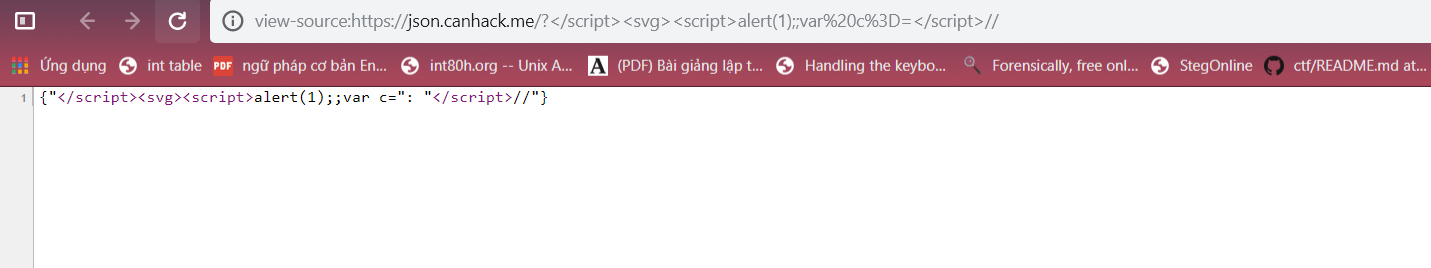 view-source:https://json.canhack.me/?</script><svg><script>alert(1);;var%20c%3D=</script>//
Ứng dụng int table PDF ngữ pháp cơ bản En... int80h.org -- Unix A... A (PDF) Bài giảng lập t... Handling the keybo... Forensically, free onl... StegOnline ctf/README.md at...
1 {"</script><svg><script>alert(1);;var c=": "</script>//"}